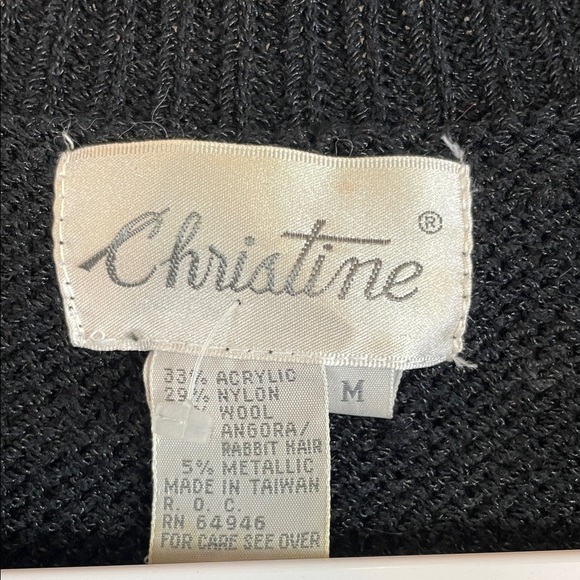 Christine ®
33% ACRYLIC
29% NYLON
% WOOL
ANGORA/
RABBIT HAIR
5% METALLIC
MADE IN TAIWAN
R. O. C.
RN 64946
FOR CARE SEE OVER
M